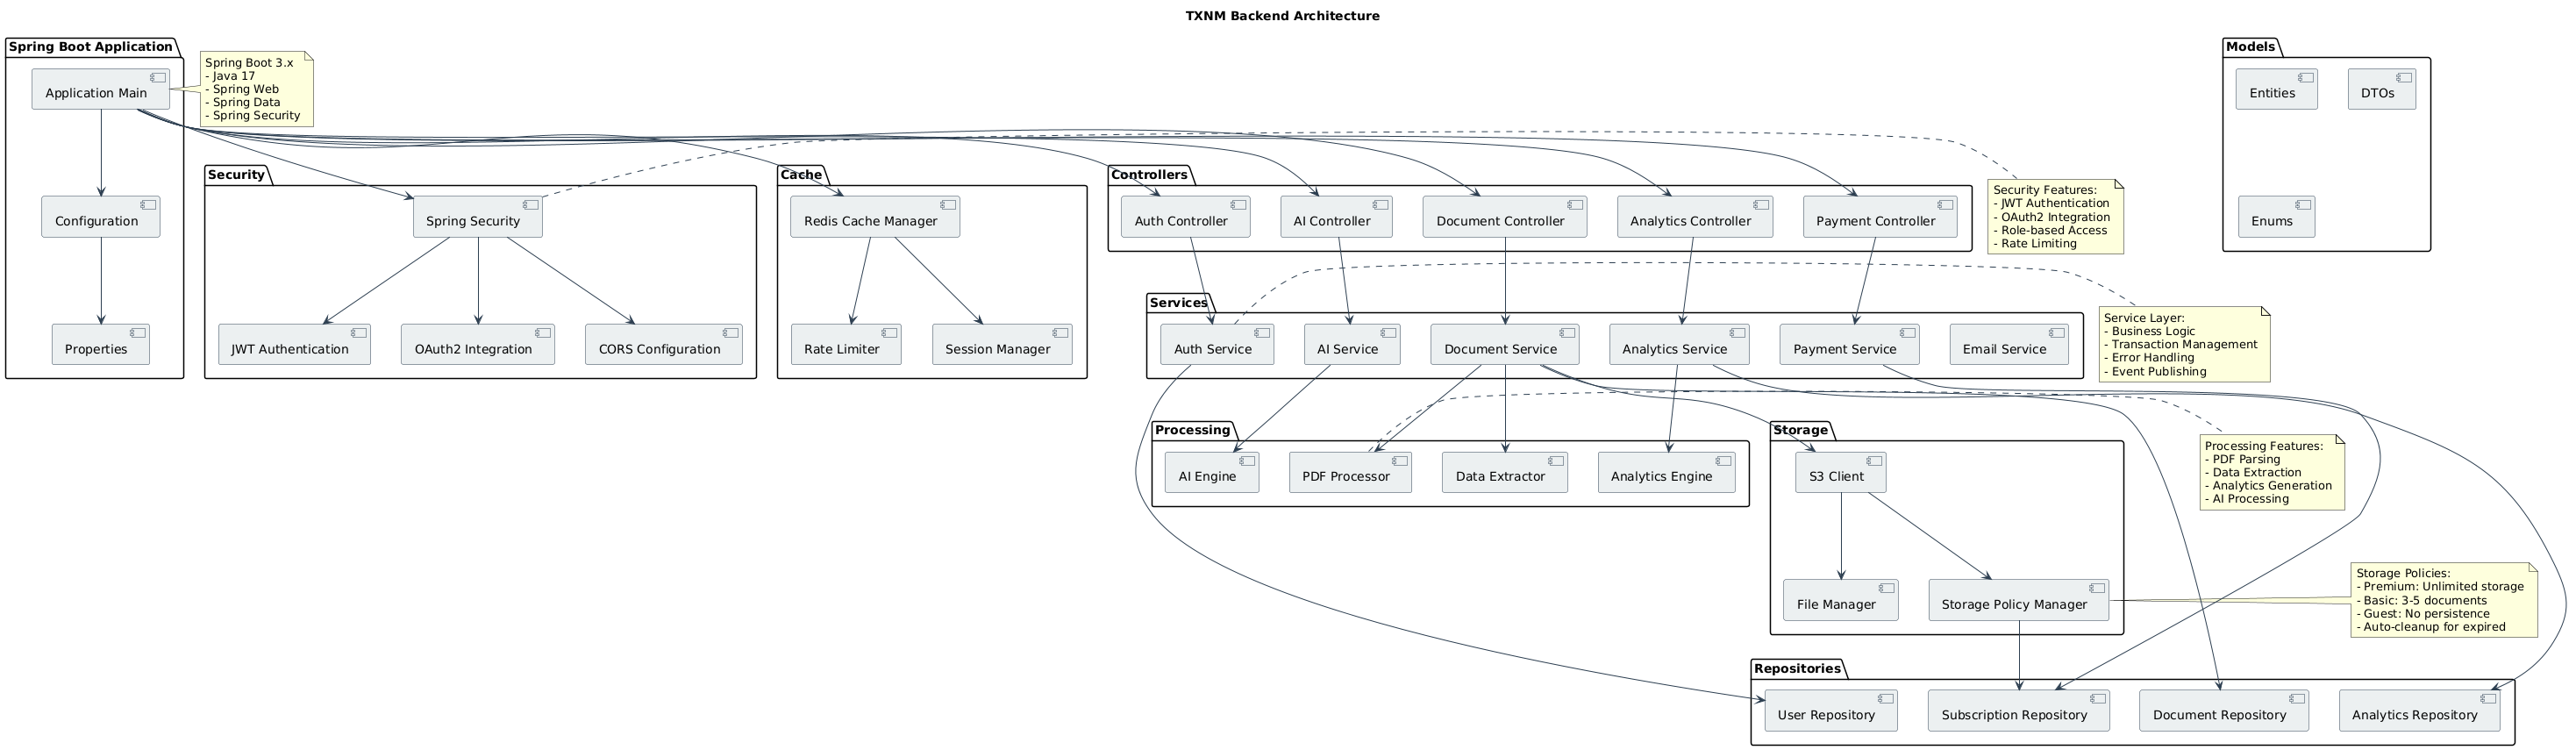 TXNM Backend Architecture
Spring Boot Application
Application Main
Configuration
Properties
Spring Boot 3.x
- Java 17
- Spring Web
- Spring Data
- Spring Security
Security
Spring Security
JWT Authentication
OAuth2 Integration
CORS Configuration
Cache
Redis Cache Manager
Rate Limiter
Session Manager
Controllers
Auth Controller
AI Controller
Document Controller
Analytics Controller
Payment Controller
Security Features:
- JWT Authentication
- OAuth2 Integration
- Role-based Access
- Rate Limiting
Models
Entities
DTOs
Enums
Services
Auth Service
AI Service
Document Service
Analytics Service
Payment Service
Email Service
Service Layer:
- Business Logic
- Transaction Management
- Error Handling
- Event Publishing
Processing
AI Engine
PDF Processor
Data Extractor
Analytics Engine
Storage
S3 Client
File Manager
Storage Policy Manager
Processing Features:
- PDF Parsing
- Data Extraction
- Analytics Generation
- AI Processing
Storage Policies:
- Premium: Unlimited storage
- Basic: 3-5 documents
- Guest: No persistence
- Auto-cleanup for expired
Repositories
User Repository
Subscription Repository
Document Repository
Analytics Repository